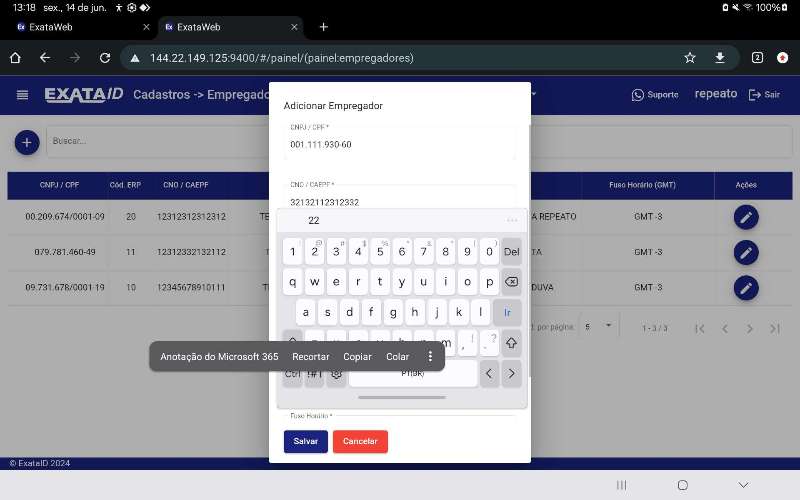 13:18 sex., 14 de jun. 100%
ExataWeb
ExataWeb
144.22.149.125:9400/#/painel/(painel:empregadores)
2
EXATAID
Cadastros -> Empregado
Suporte
repeato
Sair
Adicionar Empregador
CNPJ / CPF *
001.111.930-60
CNO / CAEPF *
32132112312332
Buscar...
CNPJ / CPF Cód. ERP CNO / CAEPF Fuso Horário (GMT) Ações
00.209.674/0001-09 20 12312312312312 TE A REPEATO GMT -3
079.781.460-49 11 12312332132112 TA GMT -3
09.731.678/0001-19 10 12345678910111 DUVA GMT -3
por página: 5 1 - 3 / 3
22
1 2 3 4 5 6 7 8 9 0 Del
q w e r t y u i o p
a s d f g h j k l Ir
m , ! . ?
Anotação do Microsoft 365 Recortar Copiar Colar
Ctrl !#1 PT(BR)
Fuso Horário *
Salvar Cancelar
© ExataID 2024